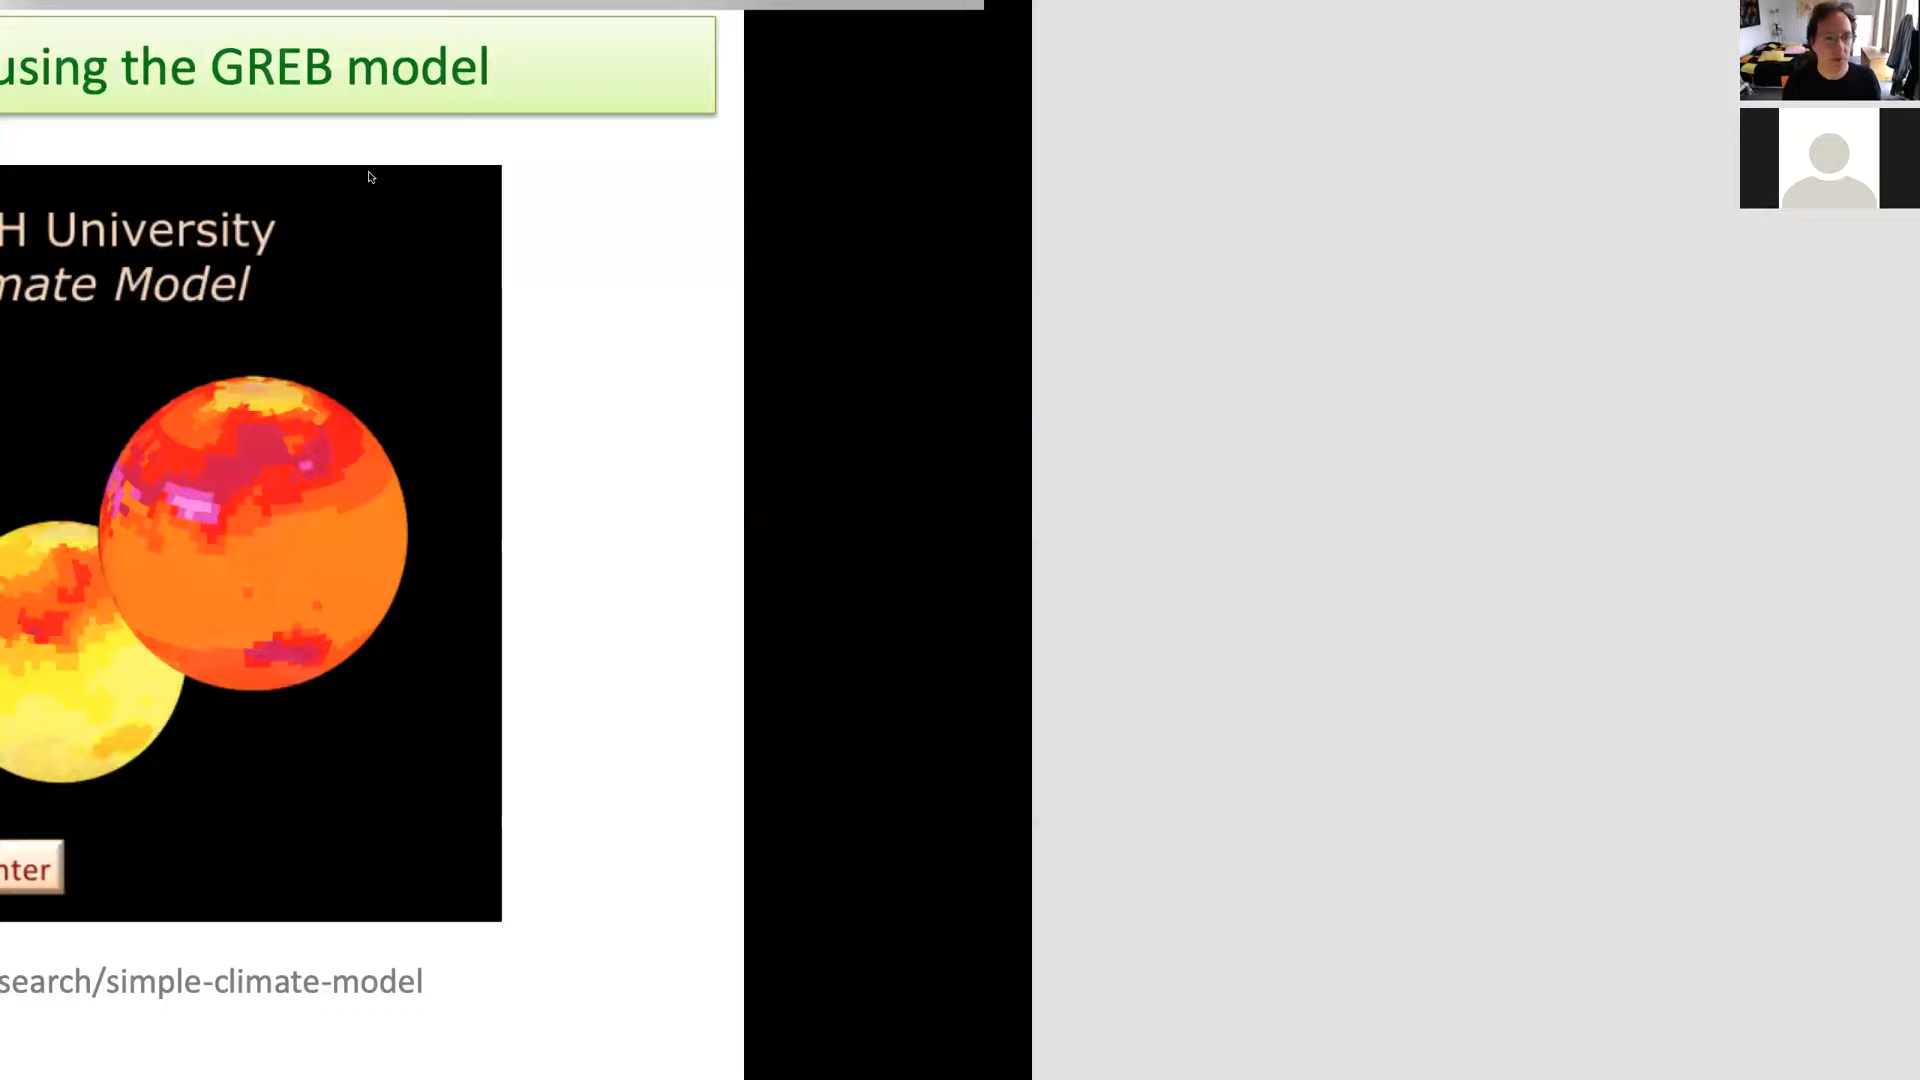 using the GREB model
H University
mate Model
nter
search/simple-climate-model